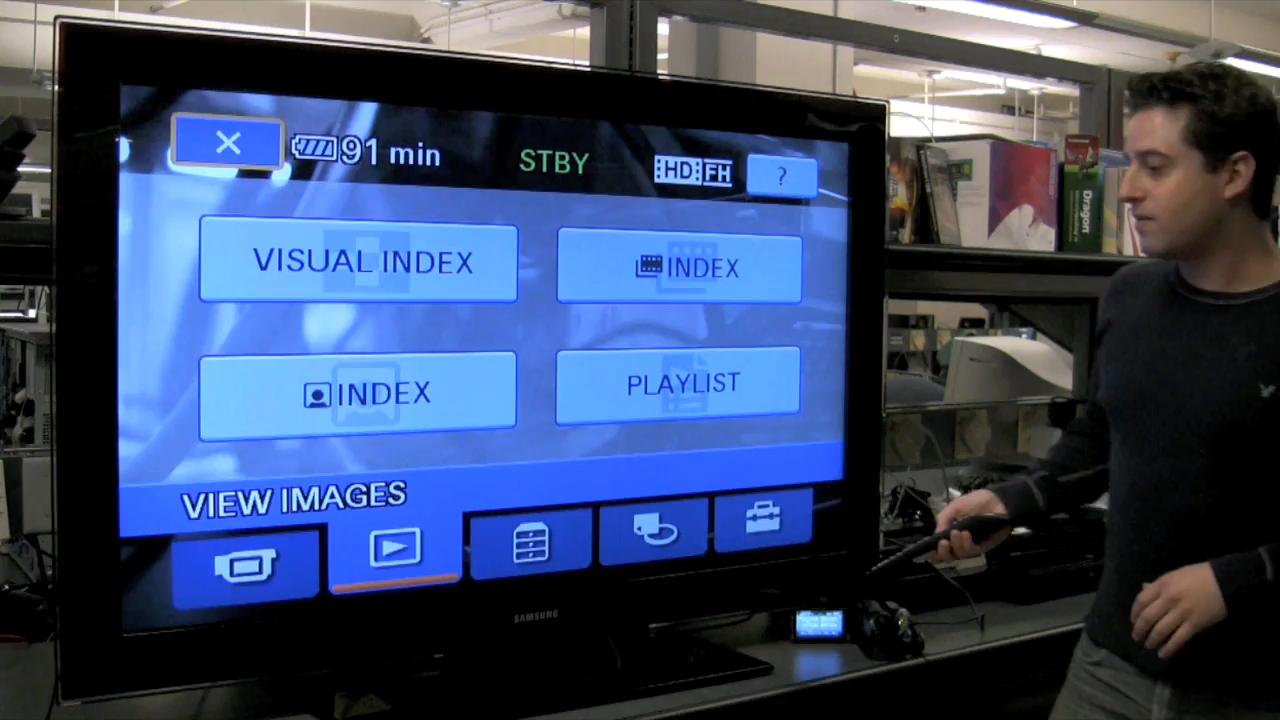 91 min
STBY
HD FH
?
VISUAL INDEX
INDEX
INDEX
PLAYLIST
VIEW IMAGES
SAMSUNG
Dragon